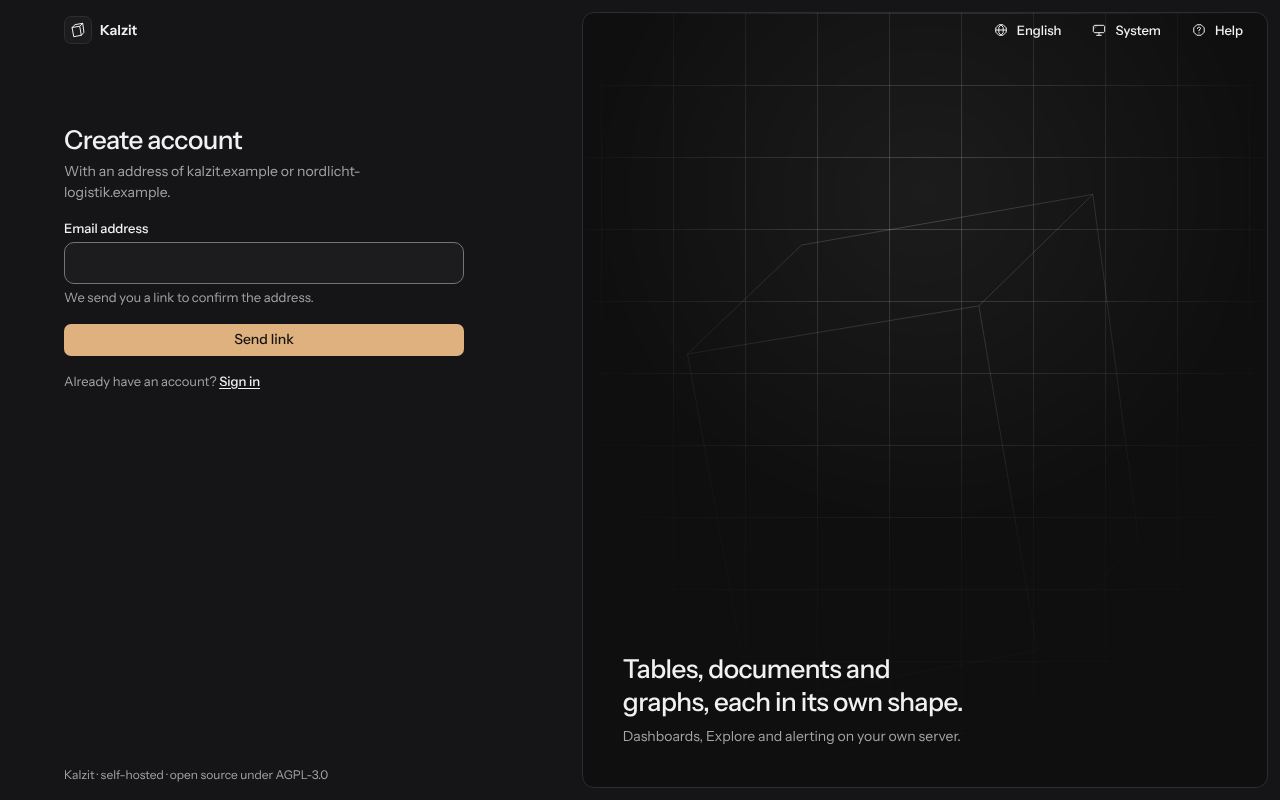 Kalzit
English
System
Help
Create account
With an address of kalzit.example or nordlicht-
logistik.example.
Email address
We send you a link to confirm the address.
Send link
Already have an account? Sign in
Tables, documents and
graphs, each in its own shape.
Dashboards, Explore and alerting on your own server.
Kalzit · self-hosted · open source under AGPL-3.0